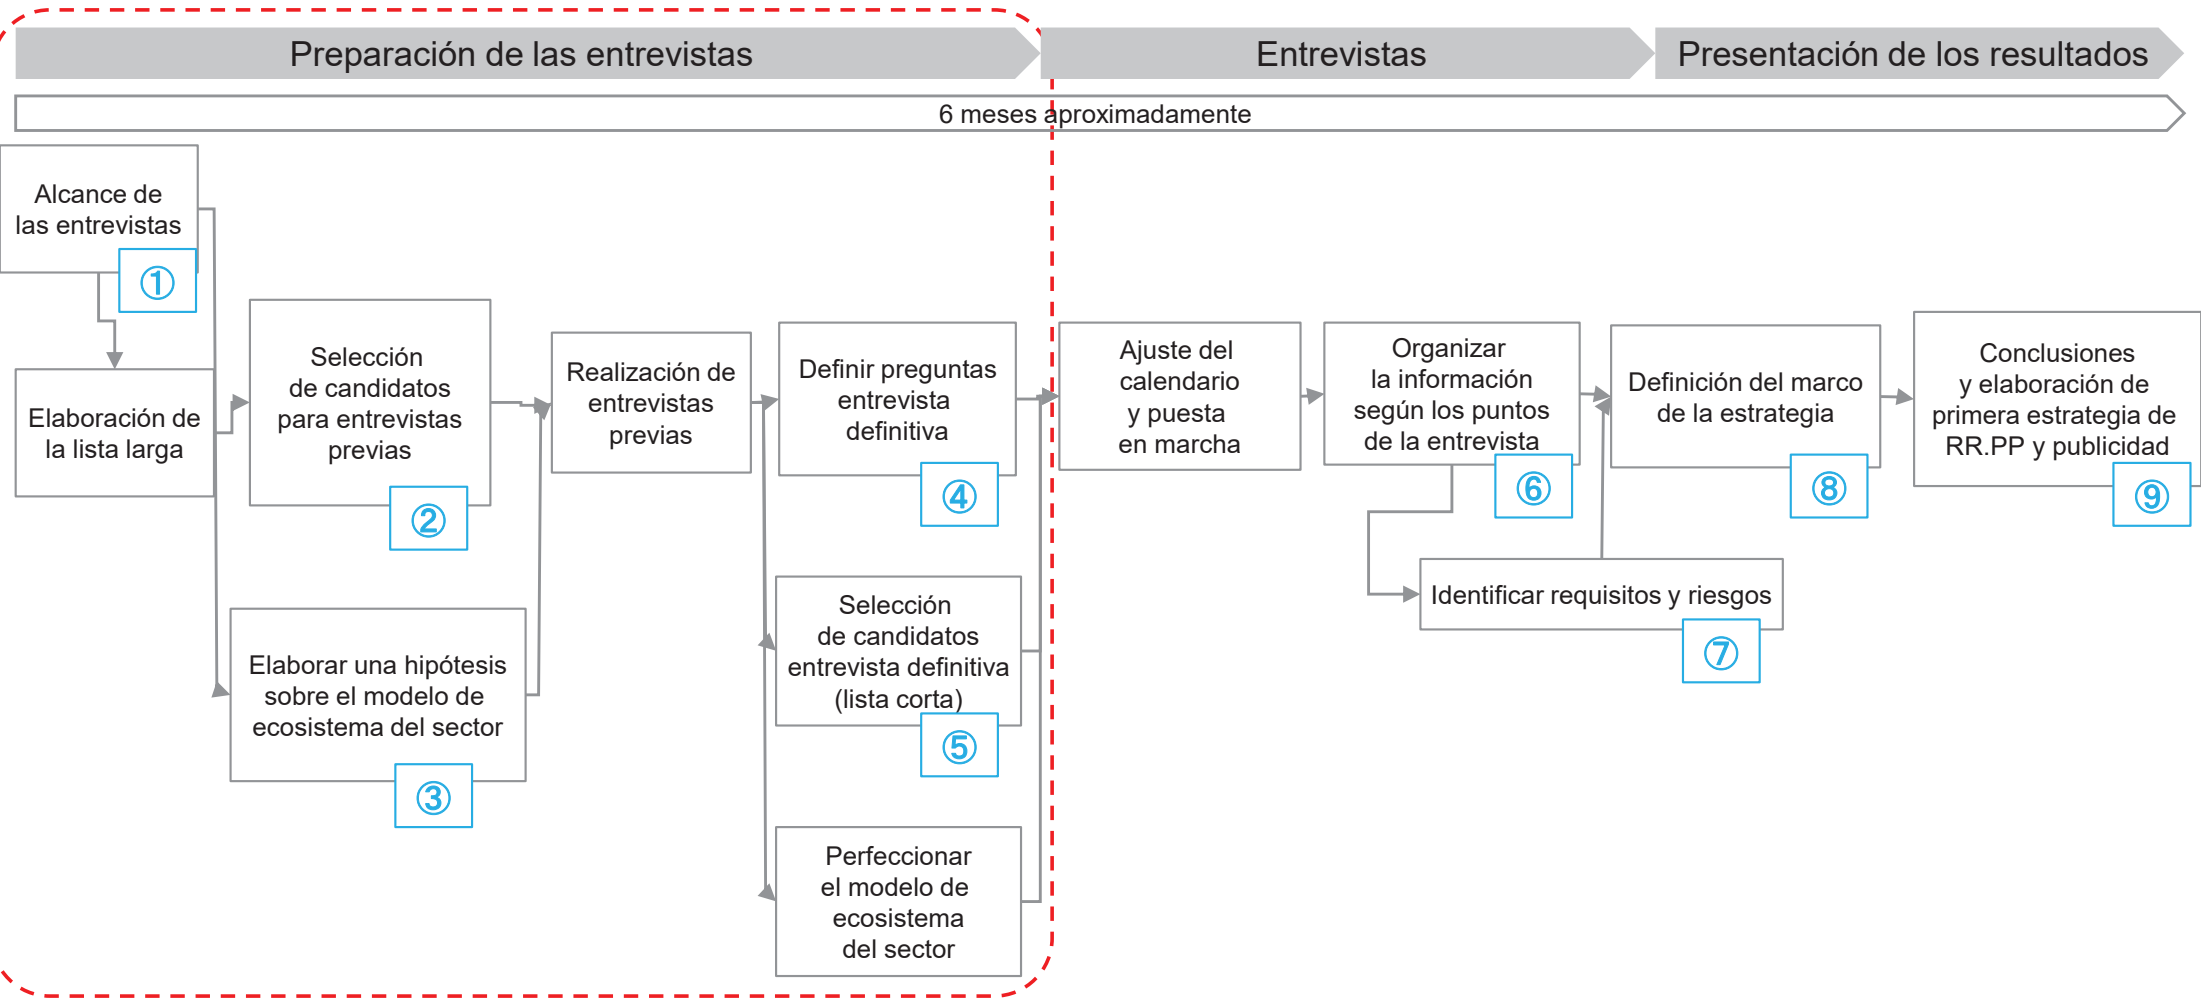 Preparación de las entrevistas
Entrevistas
Presentación de los resultados
6 meses aproximadamente
Alcance de
las entrevistas
①
Elaboración de
la lista larga
Selección
de candidatos
para entrevistas
previas
②
Elaborar una hipótesis
sobre el modelo de
ecosistema del sector
③
Realización de
entrevistas
previas
Definir preguntas
entrevista
definitiva
④
Selección
de candidatos
entrevista definitiva
(lista corta)
⑤
Perfeccionar
el modelo de
ecosistema
del sector
Ajuste del
calendario
y puesta
en marcha
Organizar
la información
según los puntos
de la entrevista
⑥
Identificar requisitos y riesgos
⑦
Definición del marco
de la estrategia
⑧
Conclusiones
y elaboración de
primera estrategia de
RR.PP y publicidad
⑨